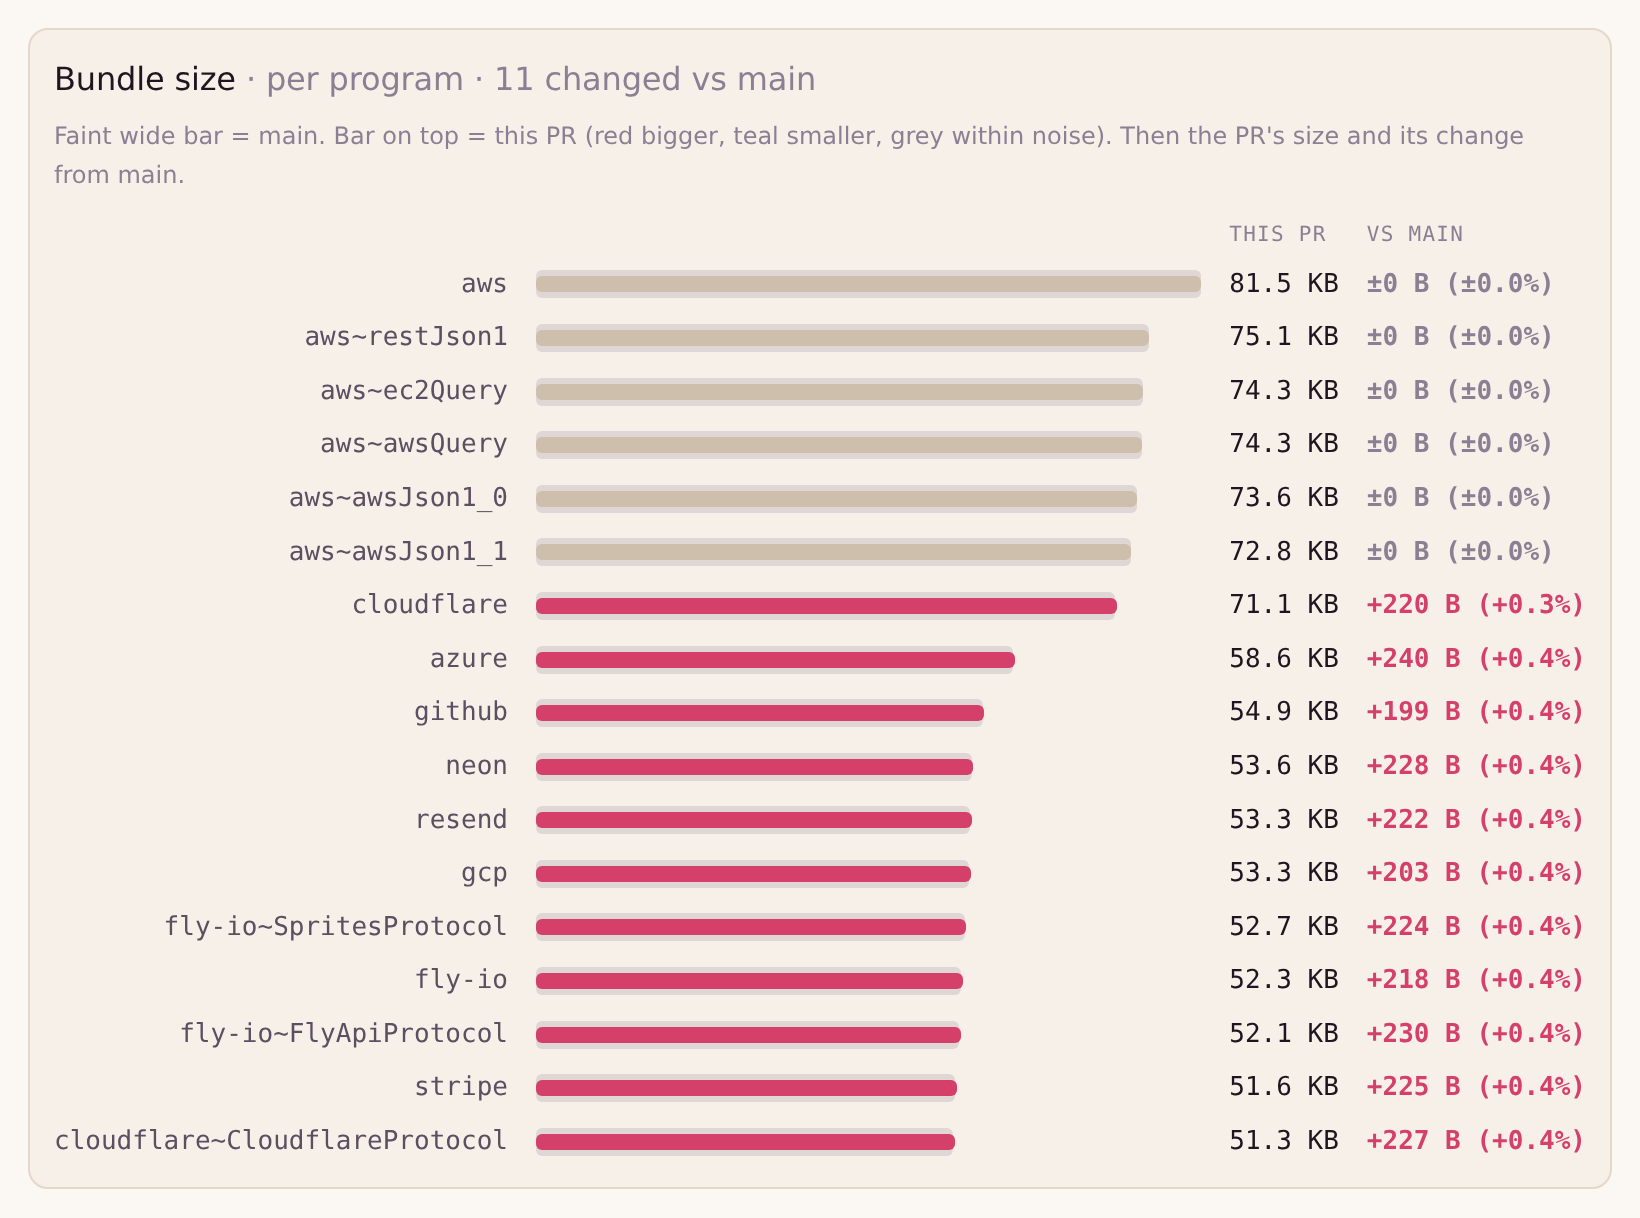 Bundle size · per program · 11 changed vs main
Faint wide bar = main. Bar on top = this PR (red bigger, teal smaller, grey within noise). Then the PR's size and its change
from main.
THIS PR VS MAIN
aws 81.5 KB ±0 B (±0.0%)
aws~restJson1 75.1 KB ±0 B (±0.0%)
aws~ec2Query 74.3 KB ±0 B (±0.0%)
aws~awsQuery 74.3 KB ±0 B (±0.0%)
aws~awsJson1_0 73.6 KB ±0 B (±0.0%)
aws~awsJson1_1 72.8 KB ±0 B (±0.0%)
cloudflare 71.1 KB +220 B (+0.3%)
azure 58.6 KB +240 B (+0.4%)
github 54.9 KB +199 B (+0.4%)
neon 53.6 KB +228 B (+0.4%)
resend 53.3 KB +222 B (+0.4%)
gcp 53.3 KB +203 B (+0.4%)
fly-io~SpritesProtocol 52.7 KB +224 B (+0.4%)
fly-io 52.3 KB +218 B (+0.4%)
fly-io~FlyApiProtocol 52.1 KB +230 B (+0.4%)
stripe 51.6 KB +225 B (+0.4%)
cloudflare~CloudflareProtocol 51.3 KB +227 B (+0.4%)